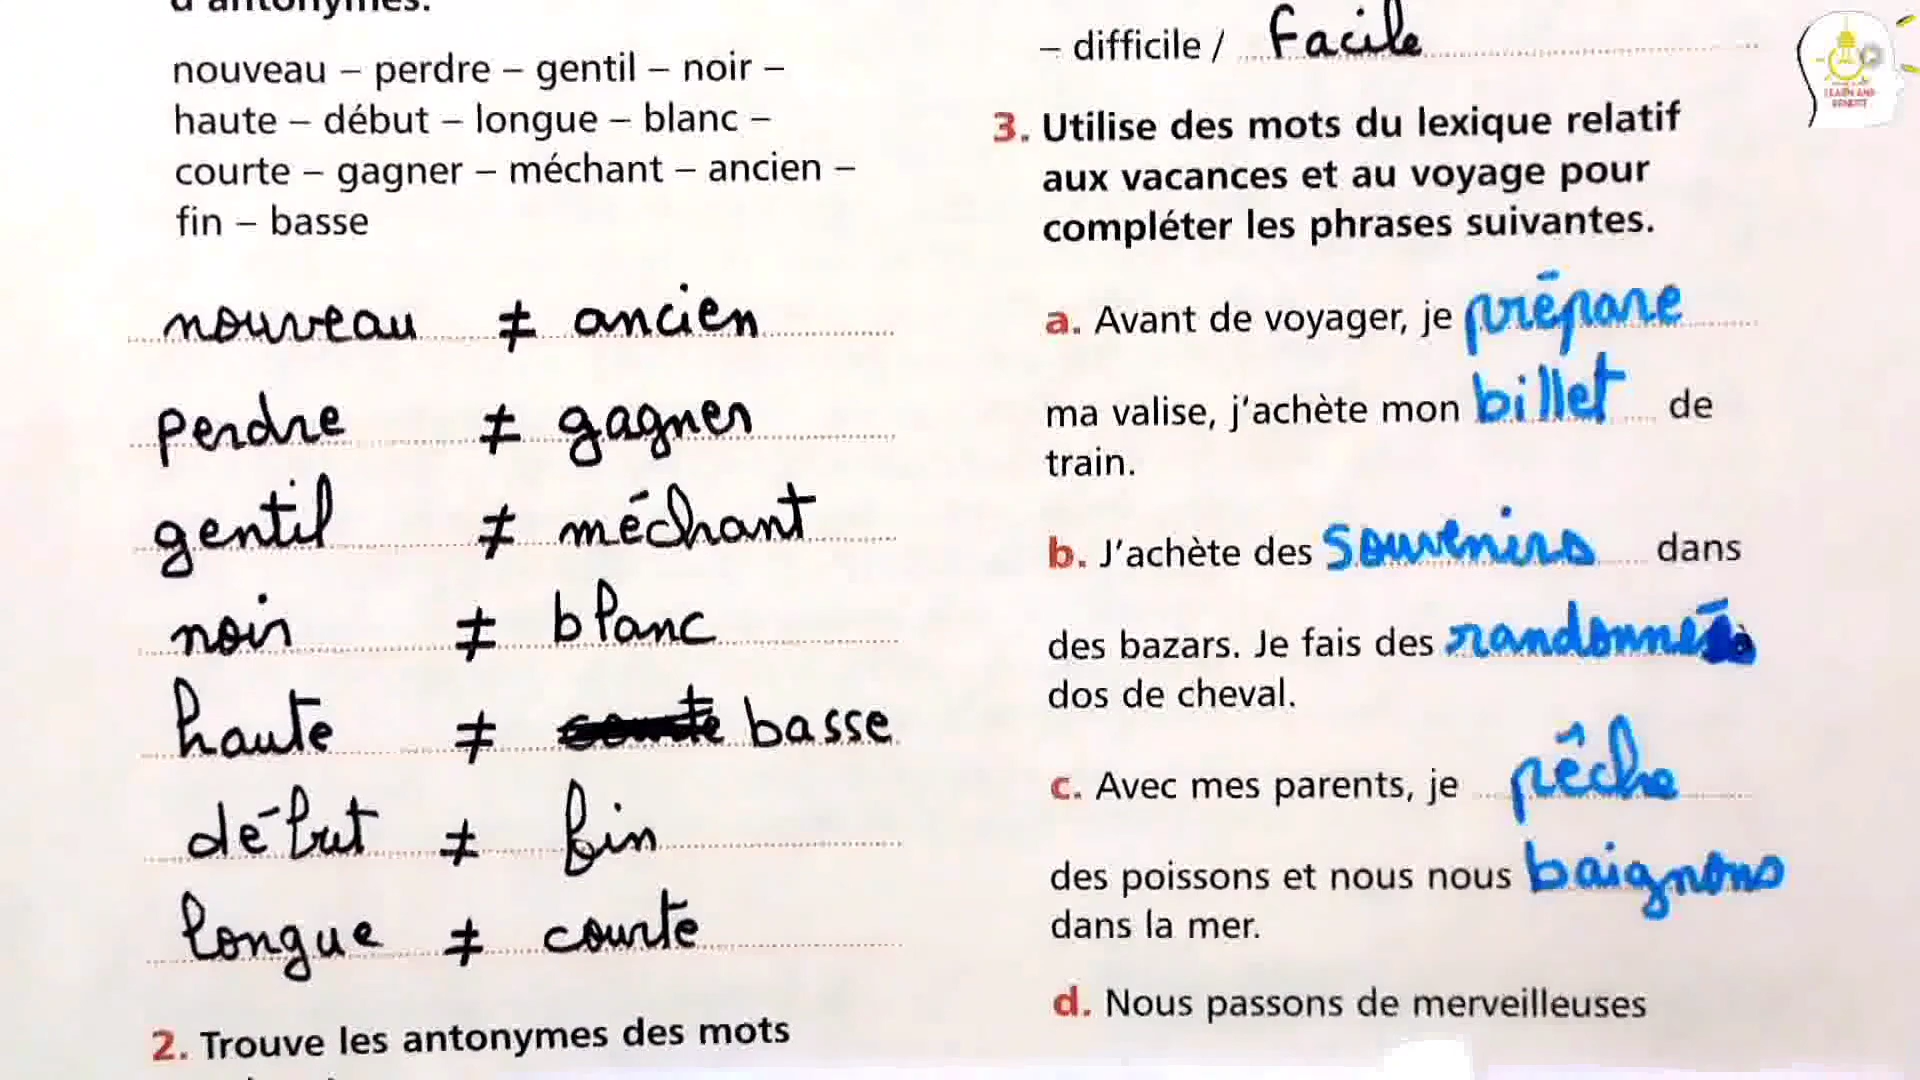 d'antonymes.
nouveau – perdre – gentil – noir –
haute – début – longue – blanc –
courte – gagner – méchant – ancien –
fin – basse
nouveau ≠ ancien
perdre ≠ gagner
gentil ≠ méchant
noir ≠ blanc
haute ≠ basse
début ≠ fin
longue ≠ courte
2. Trouve les antonymes des mots
– difficile / Facile
3. Utilise des mots du lexique relatif
aux vacances et au voyage pour
compléter les phrases suivantes.
a. Avant de voyager, je prépare
ma valise, j'achète mon billet de
train.
b. J'achète des souvenirs dans
des bazars. Je fais des
dos de cheval.
c. Avec mes parents, je pêche
des poissons et nous nous baignons
dans la mer.
d. Nous passons de merveilleuses
LEARN AND
BENEFIT